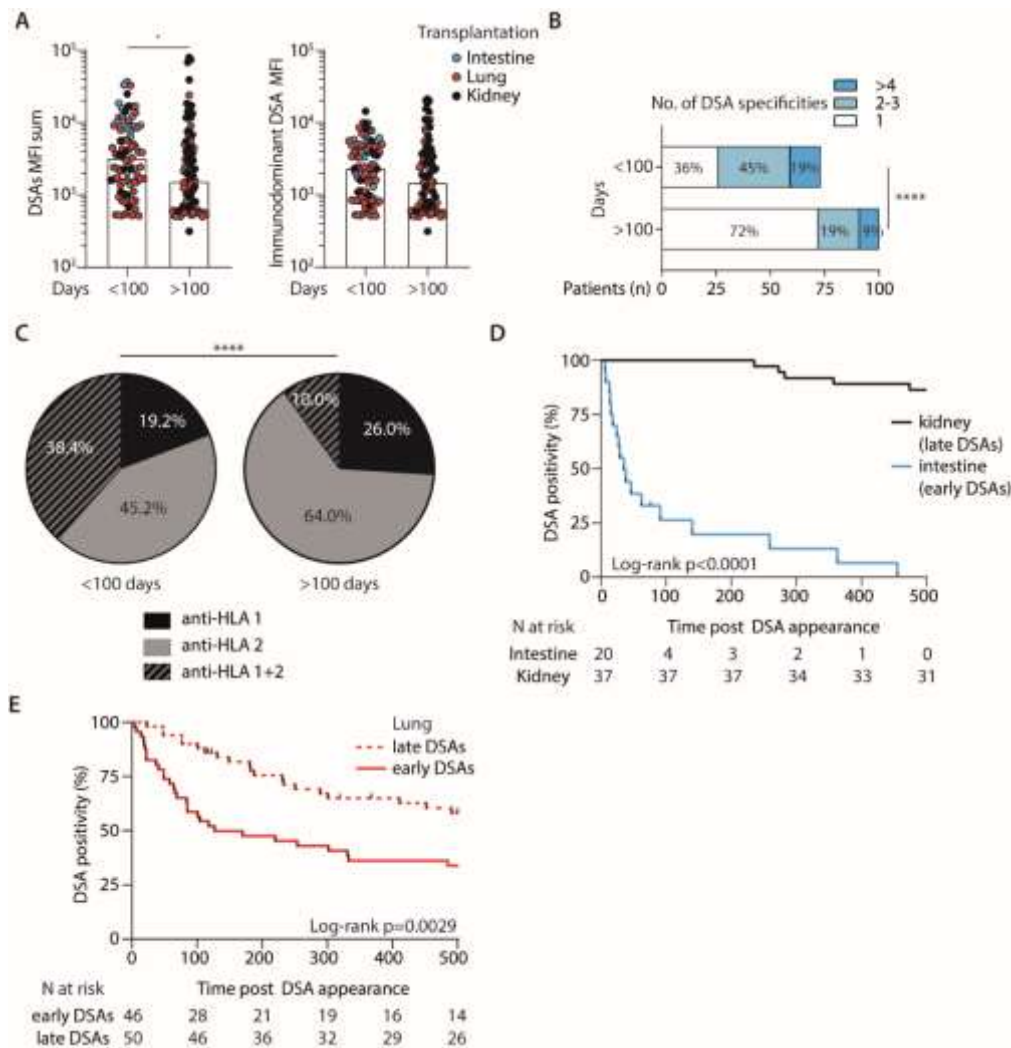 A
Transplantation
Intestine
Lung
Kidney
DSAs MFI sum
10⁵
10⁴
10³
10²
Days <100 >100
Immunodominant DSA MFI
10⁵
10⁴
10³
10²
Days <100 >100
B
No. of DSA specificities
>4
2-3
1
Days
<100
36% 45% 19%
>100
72% 19% 9%
****
Patients (n) 0 25 50 75 100
C
****
19.2%
38.4%
45.2%
<100 days
26.0%
64.0%
>100 days
anti-HLA 1
anti-HLA 2
anti-HLA 1+2
D
DSA positivity (%)
100
75
50
25
0
kidney
(late DSAs)
intestine
(early DSAs)
Log-rank p<0.0001
0 100 200 300 400 500
N at risk Time post DSA appearance
Intestine 20 4 3 2 1 0
Kidney 37 37 37 34 33 31
E
DSA positivity (%)
100
75
50
25
0
Lung
late DSAs
early DSAs
Log-rank p=0.0029
0 100 200 300 400 500
N at risk Time post DSA appearance
early DSAs 46 28 21 19 16 14
late DSAs 50 46 36 32 29 26